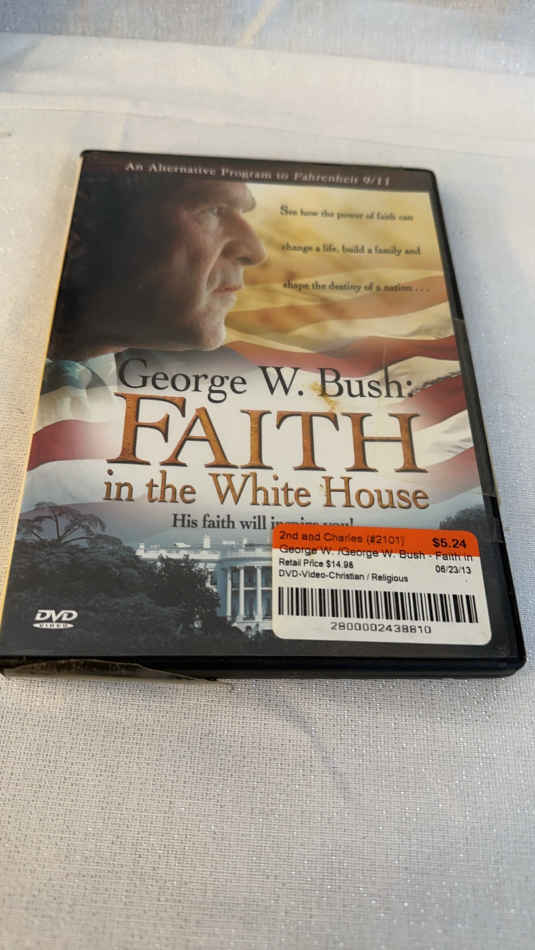 An Alternative Program to Fahrenheit 9/11
See how the power of faith can
change a life, build a family and
shape the destiny of a nation . . .
George W. Bush:
FAITH
in the White House
His faith will inspire you!
2nd and Charles (#2101) $5.24
George W. /George W. Bush - Faith in
Retail Price $14.98 06/23/13
DVD-Video-Christian / Religious
2800002438810
DVD
VIDEO